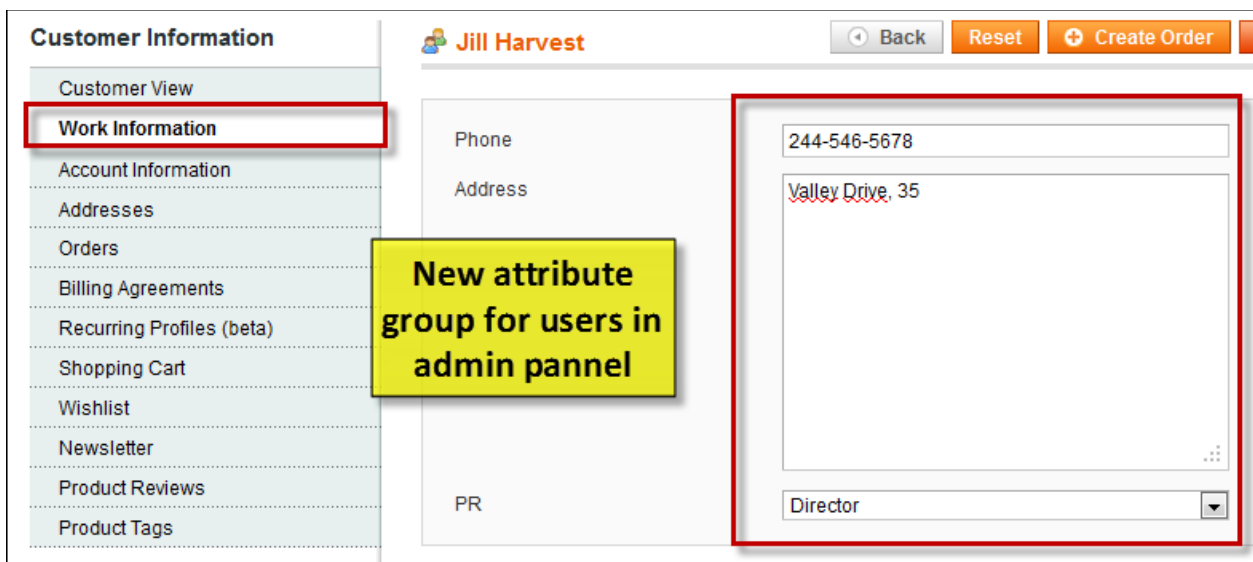 Customer Information
Customer View
Work Information
Account Information
Addresses
Orders
Billing Agreements
Recurring Profiles (beta)
Shopping Cart
Wishlist
Newsletter
Product Reviews
Product Tags
Jill Harvest
Back
Reset
Create Order
Phone
244-546-5678
Address
Valley Drive, 35
New attribute
group for users in
admin pannel
PR
Director